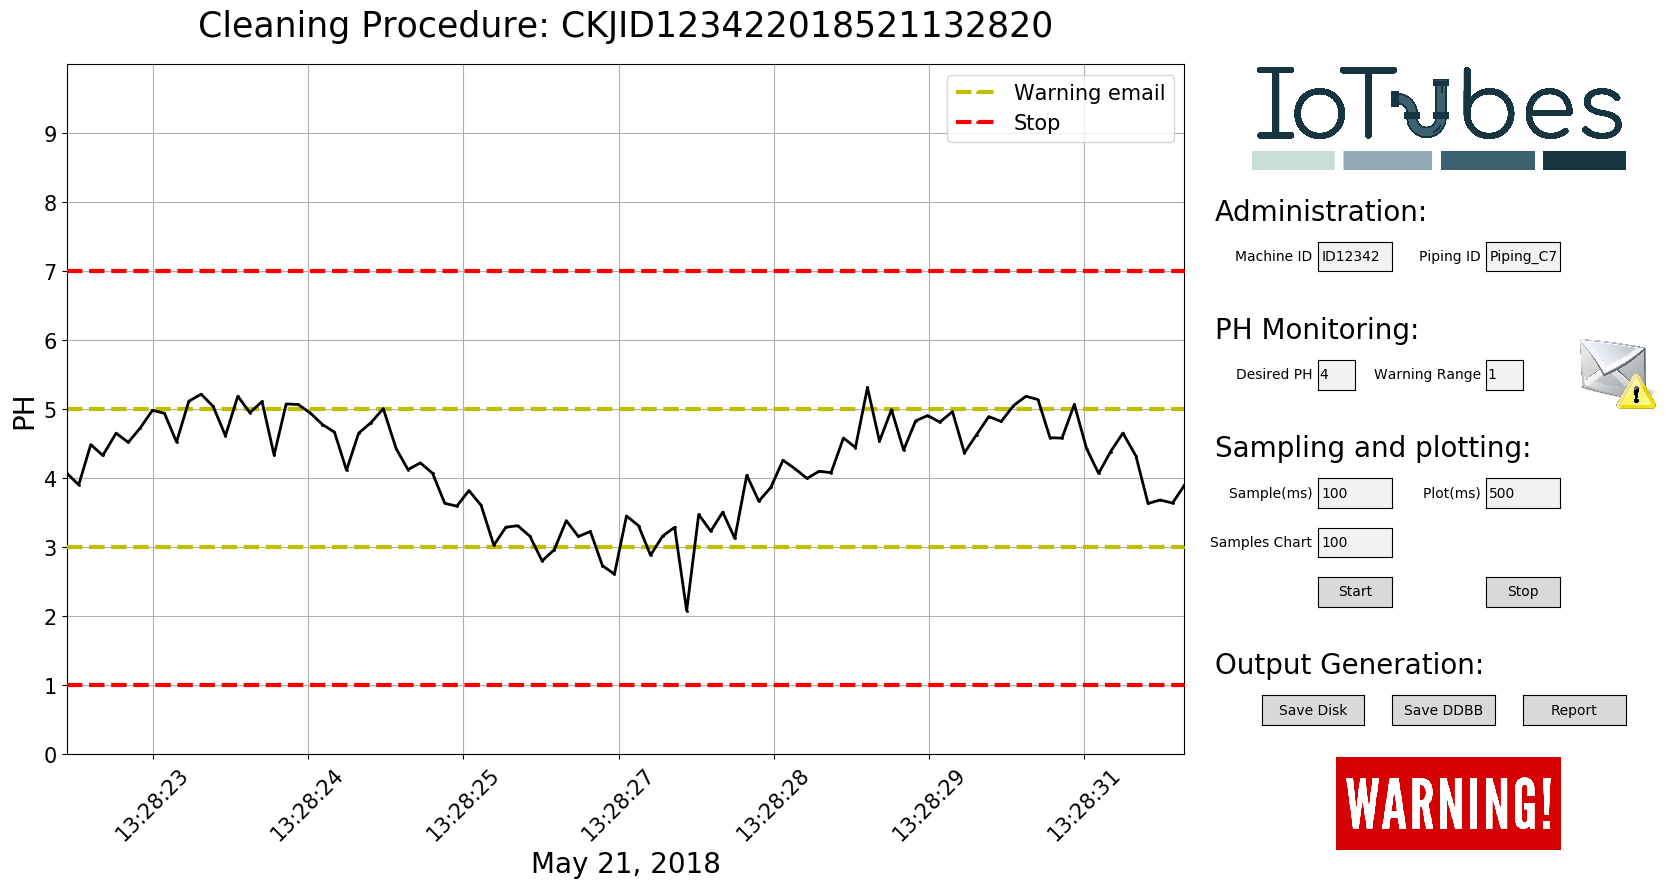 Cleaning Procedure: CKJID123422018521132820
Warning email
Stop
9
8
7
6
5
4
3
2
1
0
PH
13:28:23
13:28:24
13:28:25
13:28:27
13:28:28
13:28:29
13:28:31
May 21, 2018
IoTubes
Administration:
Machine ID ID12342 Piping ID Piping_C7
PH Monitoring:
Desired PH 4 Warning Range 1
Sampling and plotting:
Sample(ms) 100 Plot(ms) 500
Samples Chart 100
Start Stop
Output Generation:
Save Disk Save DDBB Report
WARNING!